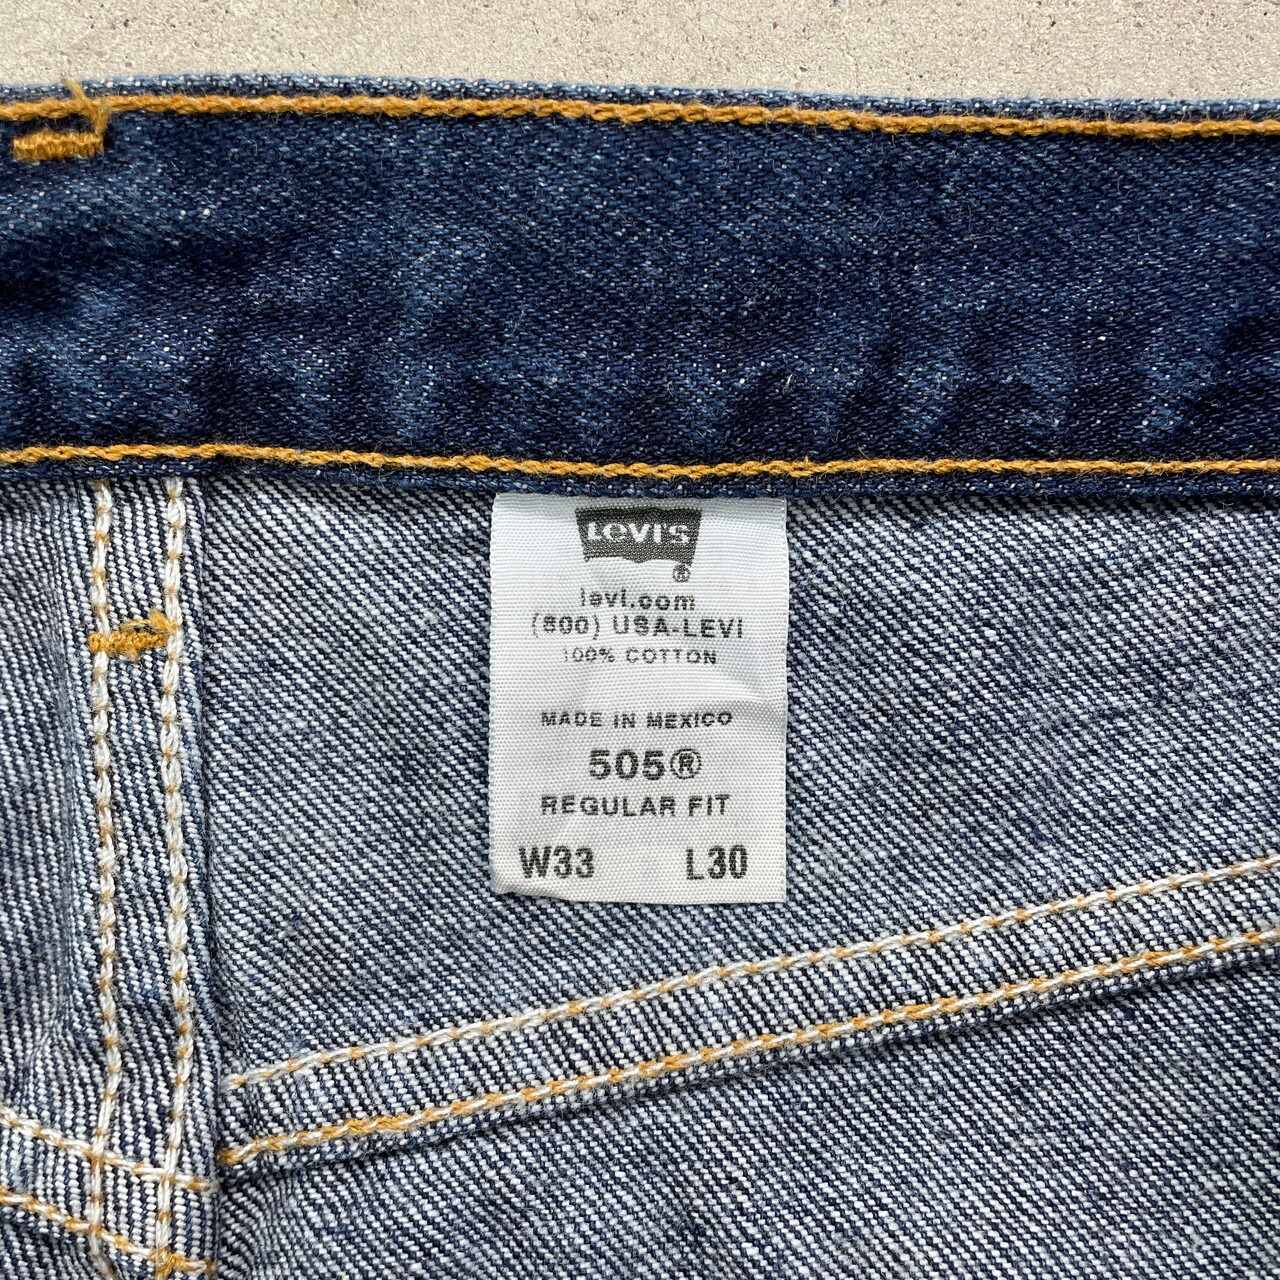 LEVI'S
®
levi.com
(800) USA-LEVI
100% COTTON
MADE IN MEXICO
505®
REGULAR FIT
W33 L30